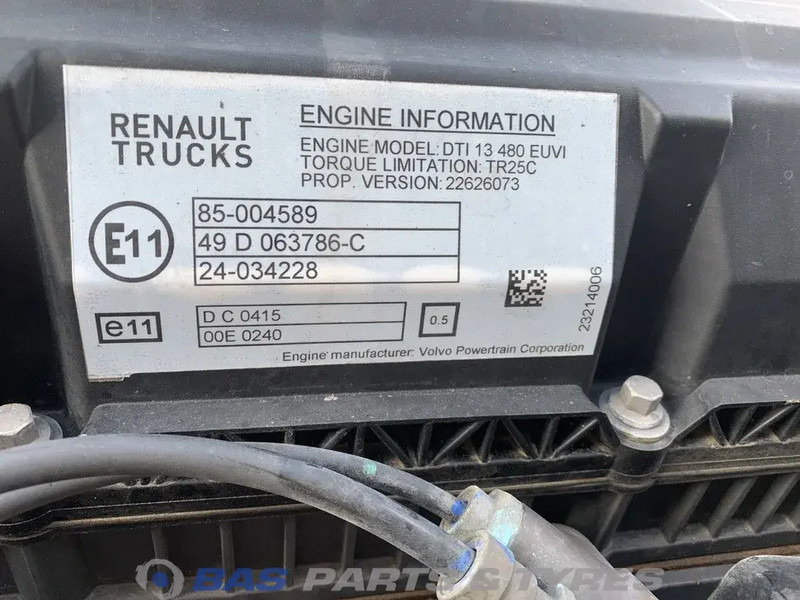 RENAULT
TRUCKS
ENGINE INFORMATION
ENGINE MODEL: DTI 13 480 EUVI
TORQUE LIMITATION: TR25C
PROP. VERSION: 22626073
E11
85-004589
49 D 063786-C
24-034228
e11
D C 0415
00E 0240
0.5
23214006
Engine manufacturer: Volvo Powertrain Corporation
BAS PARTS & TYRES